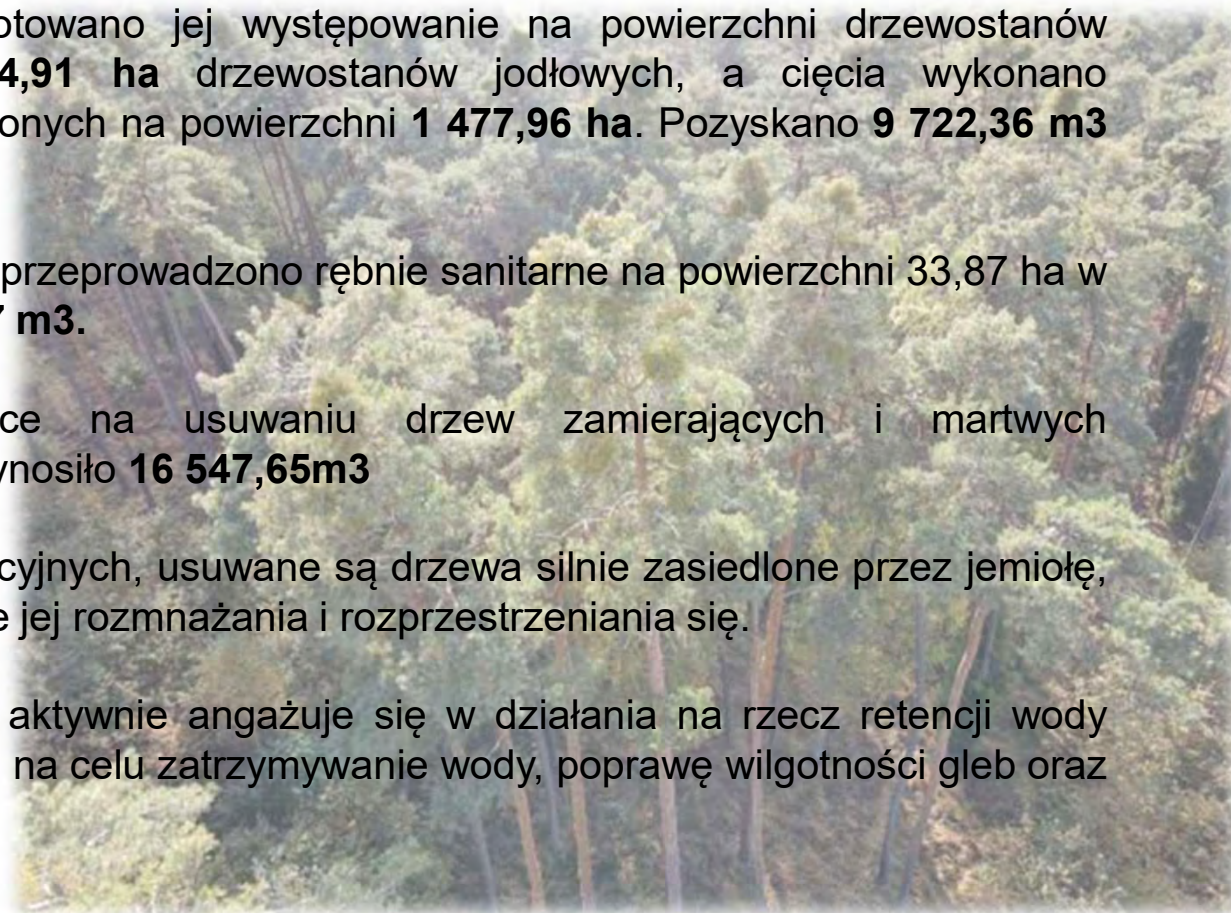 otowano jej występowanie na powierzchni drzewostanów
4,91 ha drzewostanów jodłowych, a cięcia wykonano
onych na powierzchni 1 477,96 ha. Pozyskano 9 722,36 m3
przeprowadzono rębnie sanitarne na powierzchni 33,87 ha w
m3.
ce na usuwaniu drzew zamierających i martwych
ynosiło 16 547,65m3
cyjnych, usuwane są drzewa silnie zasiedlone przez jemiołę,
e jej rozmnażania i rozprzestrzeniania się.
aktywnie angażuje się w działania na rzecz retencji wody
na celu zatrzymywanie wody, poprawę wilgotności gleb oraz